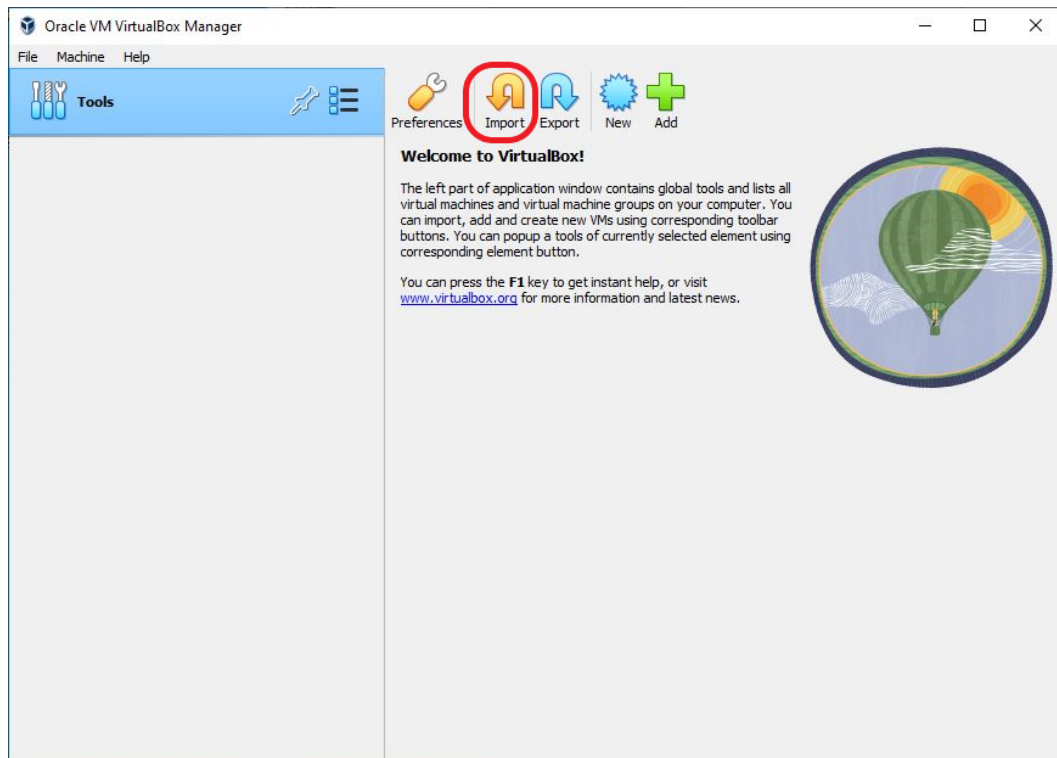 Oracle VM VirtualBox Manager
File Machine Help
Tools
Preferences Import Export New Add
Welcome to VirtualBox!
The left part of application window contains global tools and lists all
virtual machines and virtual machine groups on your computer. You
can import, add and create new VMs using corresponding toolbar
buttons. You can popup a tools of currently selected element using
corresponding element button.
You can press the F1 key to get instant help, or visit
www.virtualbox.org for more information and latest news.